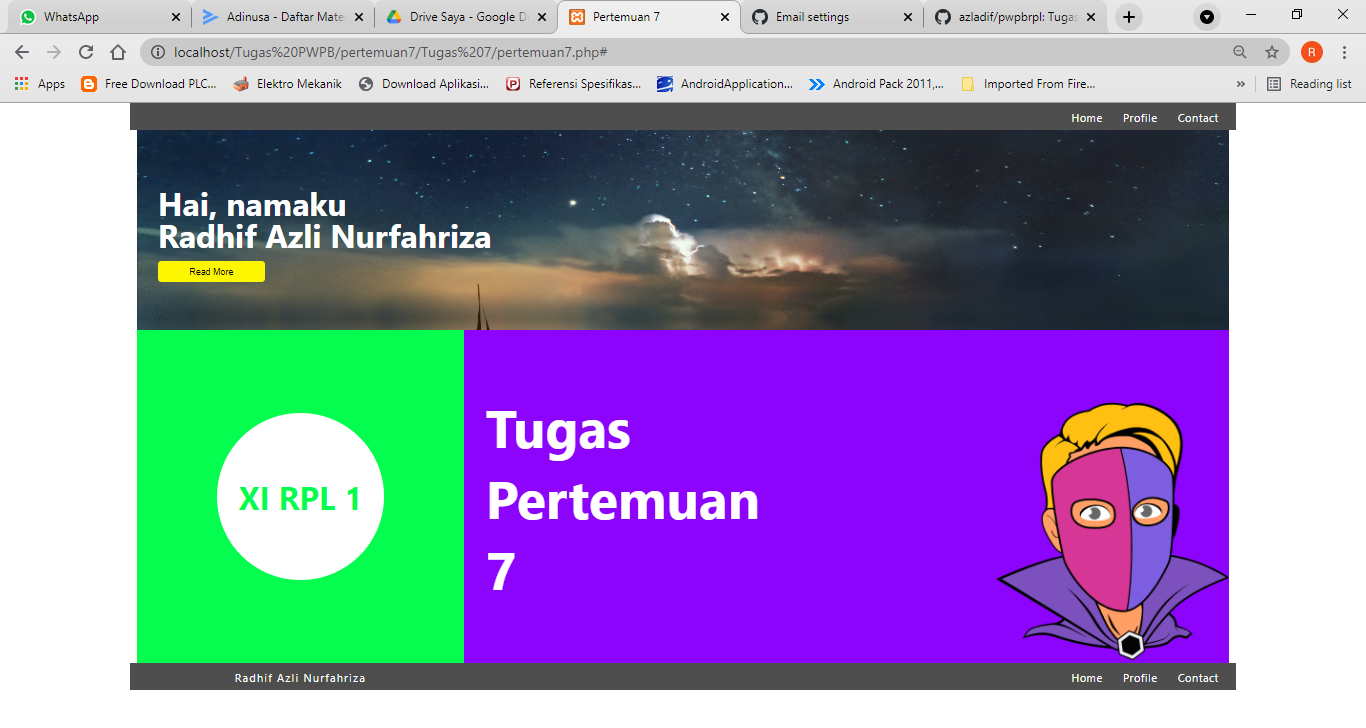 WhatsApp
Adinusa - Daftar Mate
Drive Saya - Google D
Pertemuan 7
Email settings
azladif/pwpbrpl: Tugas
localhost/Tugas%20PWPB/pertemuan7/Tugas%207/pertemuan7.php#
R
Apps
Free Download PLC...
Elektro Mekanik
Download Aplikasi...
Referensi Spesifikas...
AndroidApplication...
Android Pack 2011,...
Imported From Fire...
»
Reading list
Home Profile Contact
Hai, namaku
Radhif Azli Nurfahriza
Read More
XI RPL 1
Tugas
Pertemuan
7
Radhif Azli Nurfahriza
Home Profile Contact